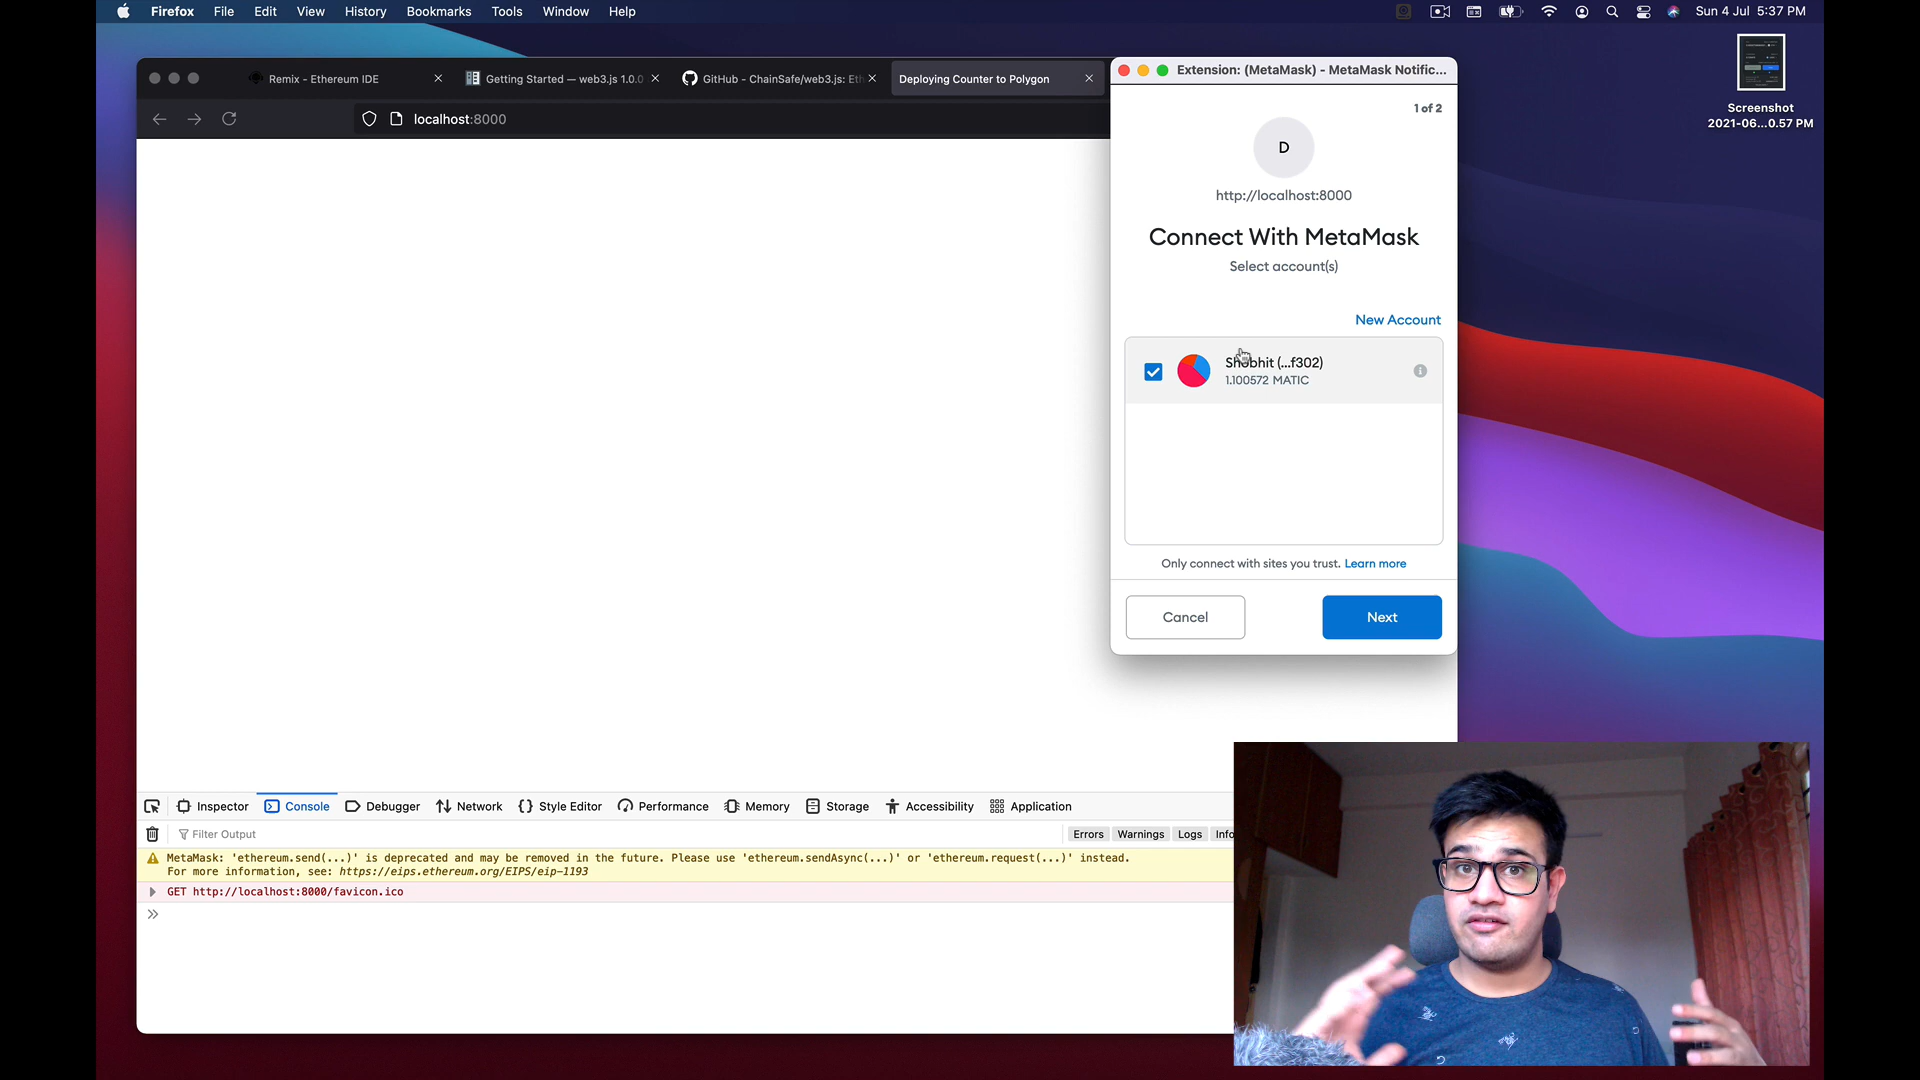 Firefox File Edit View History Bookmarks Tools Window Help
Sun 4 Jul 5:37 PM
Remix - Ethereum IDE
Getting Started — web3.js 1.0.0
GitHub - ChainSafe/web3.js: Eth
Deploying Counter to Polygon
localhost:8000
Extension: (MetaMask) - MetaMask Notific...
1 of 2
D
http://localhost:8000
Connect With MetaMask
Select account(s)
New Account
Shobhit (...f302)
1.100572 MATIC
Only connect with sites you trust. Learn more
Cancel
Next
Screenshot
2021-06...0.57 PM
Inspector Console Debugger Network Style Editor Performance Memory Storage Accessibility Application
Filter Output
Errors Warnings Logs Info
MetaMask: 'ethereum.send(...)' is deprecated and may be removed in the future. Please use 'ethereum.sendAsync(...)' or 'ethereum.request(...)' instead.
For more information, see: https://eips.ethereum.org/EIPS/eip-1193
GET http://localhost:8000/favicon.ico